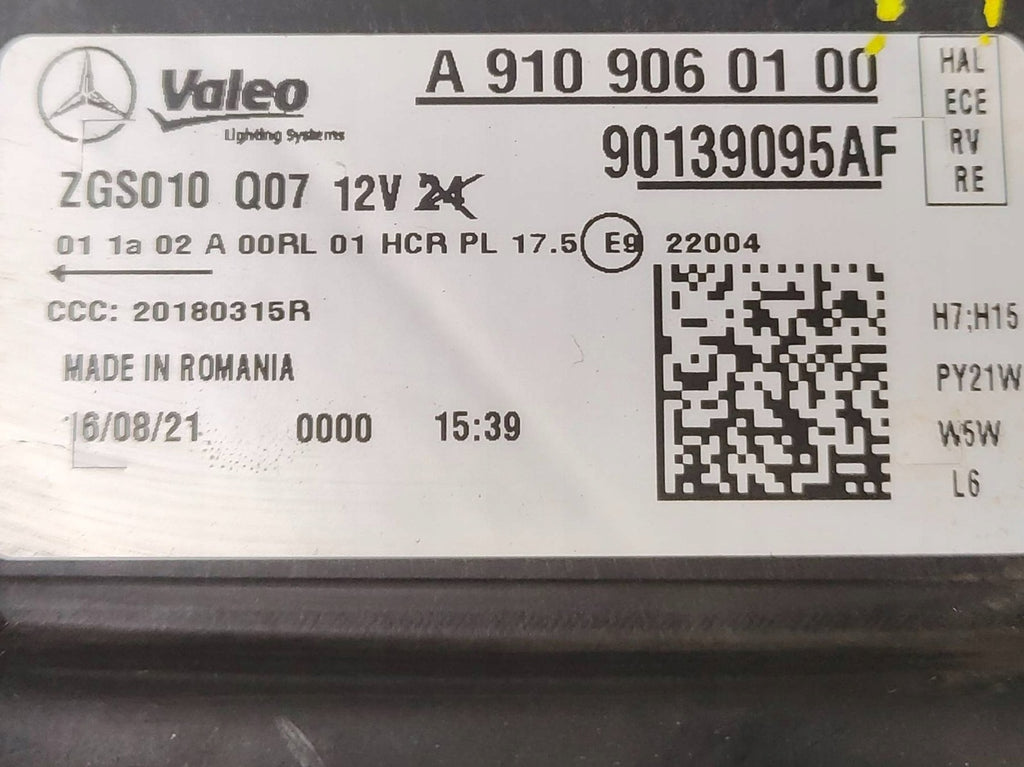 Valeo
Lighting Systems
A 910 906 01 00
90139095AF
HAL
ECE
RV
RE
ZGS010 Q07 12V 24
01 1a 02 A 00RL 01 HCR PL 17.5 E9 22004
CCC: 20180315R
MADE IN ROMANIA
16/08/21 0000 15:39
H7;H15
PY21W
W5W
L6